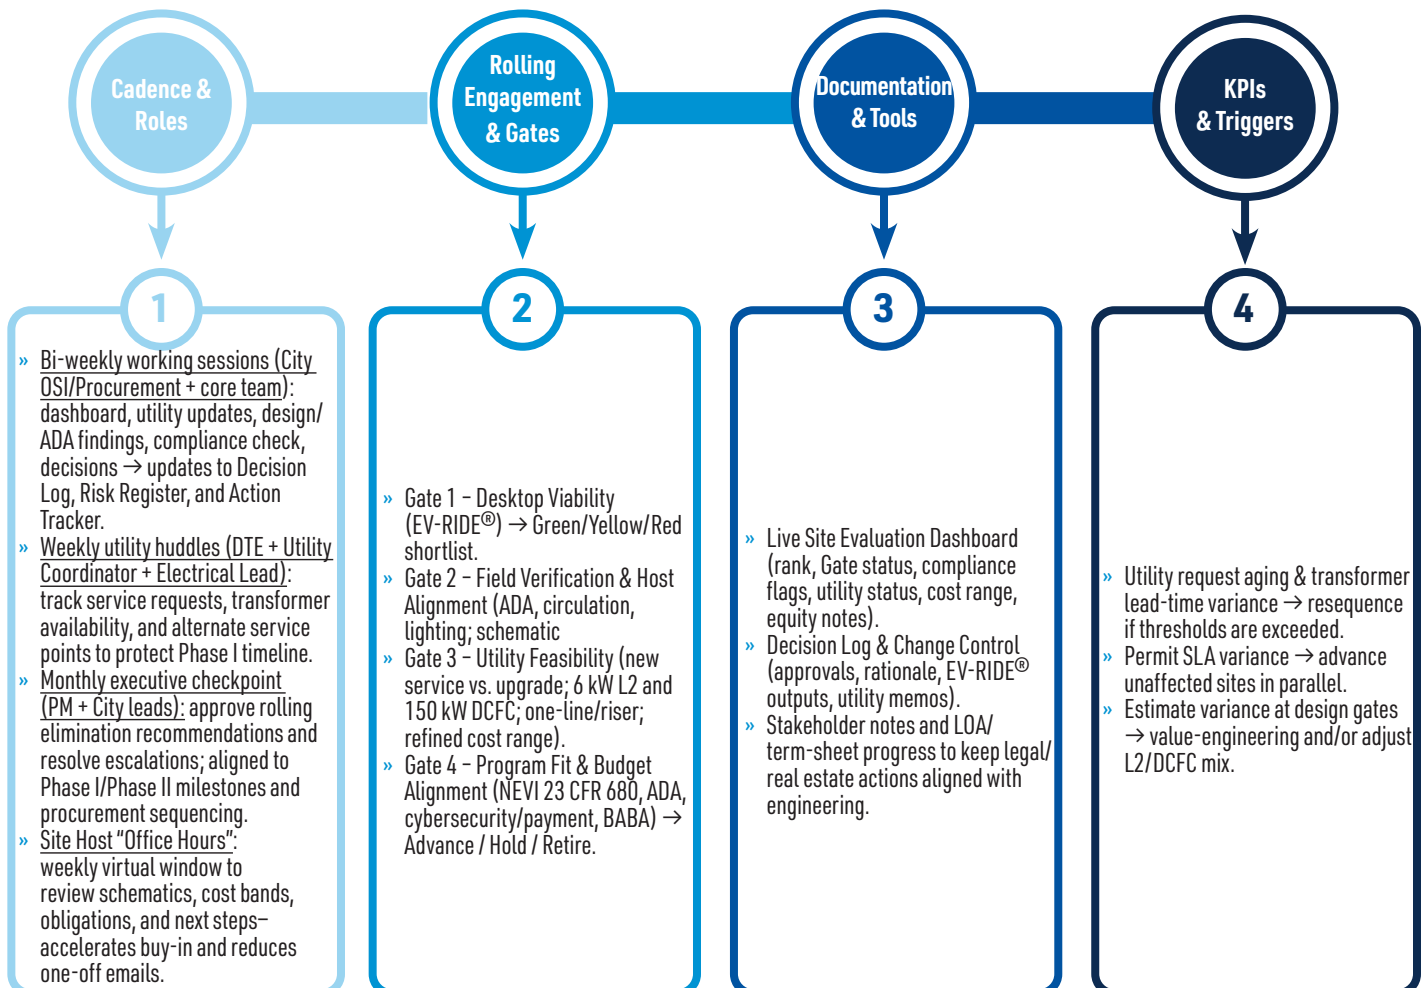 Cadence &
Roles
Rolling
Engagement
& Gates
Documentation
& Tools
KPIs
& Triggers
1
» Bi-weekly working sessions (City
OSI/Procurement + core team):
dashboard, utility updates, design/
ADA findings, compliance check,
decisions → updates to Decision
Log, Risk Register, and Action
Tracker.
» Weekly utility huddles (DTE + Utility
Coordinator + Electrical Lead):
track service requests, transformer
availability, and alternate service
points to protect Phase I timeline.
» Monthly executive checkpoint
(PM + City leads): approve rolling
elimination recommendations and
resolve escalations; aligned to
Phase I/Phase II milestones and
procurement sequencing.
» Site Host "Office Hours":
weekly virtual window to
review schematics, cost bands,
obligations, and next steps—
accelerates buy-in and reduces
one-off emails.
2
» Gate 1 – Desktop Viability
(EV-RIDE®) → Green/Yellow/Red
shortlist.
» Gate 2 – Field Verification & Host
Alignment (ADA, circulation,
lighting; schematic
» Gate 3 – Utility Feasibility (new
service vs. upgrade; 6 kW L2 and
150 kW DCFC; one-line/riser;
refined cost range).
» Gate 4 – Program Fit & Budget
Alignment (NEVI 23 CFR 680, ADA,
cybersecurity/payment, BABA) →
Advance / Hold / Retire.
3
» Live Site Evaluation Dashboard
(rank, Gate status, compliance
flags, utility status, cost range,
equity notes).
» Decision Log & Change Control
(approvals, rationale, EV-RIDE®
outputs, utility memos).
» Stakeholder notes and LOA/
term-sheet progress to keep legal/
real estate actions aligned with
engineering.
4
» Utility request aging & transformer
lead-time variance → resequence
if thresholds are exceeded.
» Permit SLA variance → advance
unaffected sites in parallel.
» Estimate variance at design gates
→ value-engineering and/or adjust
L2/DCFC mix.